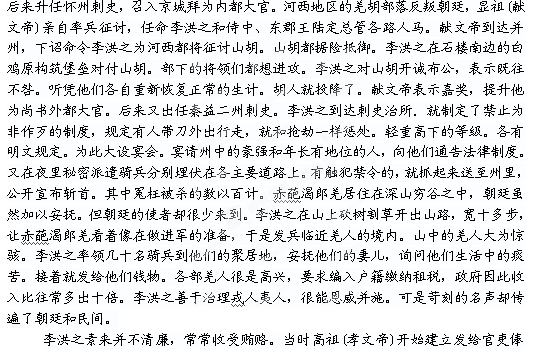 后来升任怀州刺史，召入京城拜为内都大官。河西地区的羌胡部落反叛朝廷，显祖(献
文帝)亲自率兵征讨，任命李洪之和侍中、东郡王陆定总管各路人马。献文帝到达并
州，下诏命令李洪之为河西都将征讨山胡。山胡都据险抵御。李洪之在石楼南边的白
鸡原构筑堡垒对付山胡。部下的将领们都想进攻。李洪之对山胡开诚布公，表示既往
不咎。听凭他们各自重新恢复正常的生计。胡人就投降了。献文帝表示嘉奖，提升他
为尚书外都大官。后来又出任秦益二州刺史。李洪之到达刺史治所．就制定了禁止为
非作歹的制度，规定有人带刀外出行走，就和抢劫一样惩处。轻重高下的等级。各有
明文规定。为此大设宴会。宴请州中的豪强和年长有地位的人，向他们通告法律制度。
又在夜里秘密派遣骑兵分别埋伏在各主要道路上。有触犯禁令的，就抓起来送至州里，
公开宣布斩首。其中冤枉被杀的数以百计。赤葩渴郎羌居住在深山穷谷之中，朝廷虽
然加以安抚。但朝廷的使者却很少来到。李洪之在山上砍树割草开出山路，宽十多步，
让赤葩渴郎羌看着像在做进军的准备，于是发兵临近羌人的境内。山中的羌人大为惊
骇。李洪之率领几十名骑兵到他们的聚居地，安抚他们的妻儿，询问他们生活中的疾
苦。接着就发给他们钱物。各部羌人很是高兴，要求编入户籍缴纳租税，政府因此收
入比往常多出十倍。李洪之善于治理戎人夷人，很能恩威并施。可是苛刻的名声却传
遍了朝廷和民间。
李洪之素来并不清廉，常常收受贿赂。当时高祖(孝文帝)开始建立发给官吏俸